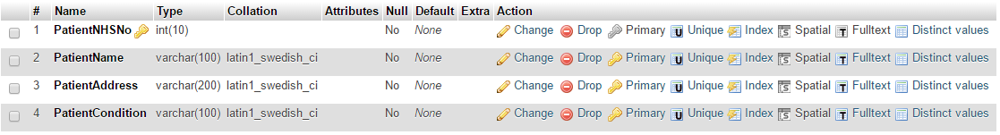 # Name Type Collation Attributes Null Default Extra Action
1 PatientNHSNo int(10) No None Change Drop Primary Unique Index Spatial Fulltext Distinct values
2 PatientName varchar(100) latin1_swedish_ci No None Change Drop Primary Unique Index Spatial Fulltext Distinct values
3 PatientAddress varchar(200) latin1_swedish_ci No None Change Drop Primary Unique Index Spatial Fulltext Distinct values
4 PatientCondition varchar(100) latin1_swedish_ci No None Change Drop Primary Unique Index Spatial Fulltext Distinct values